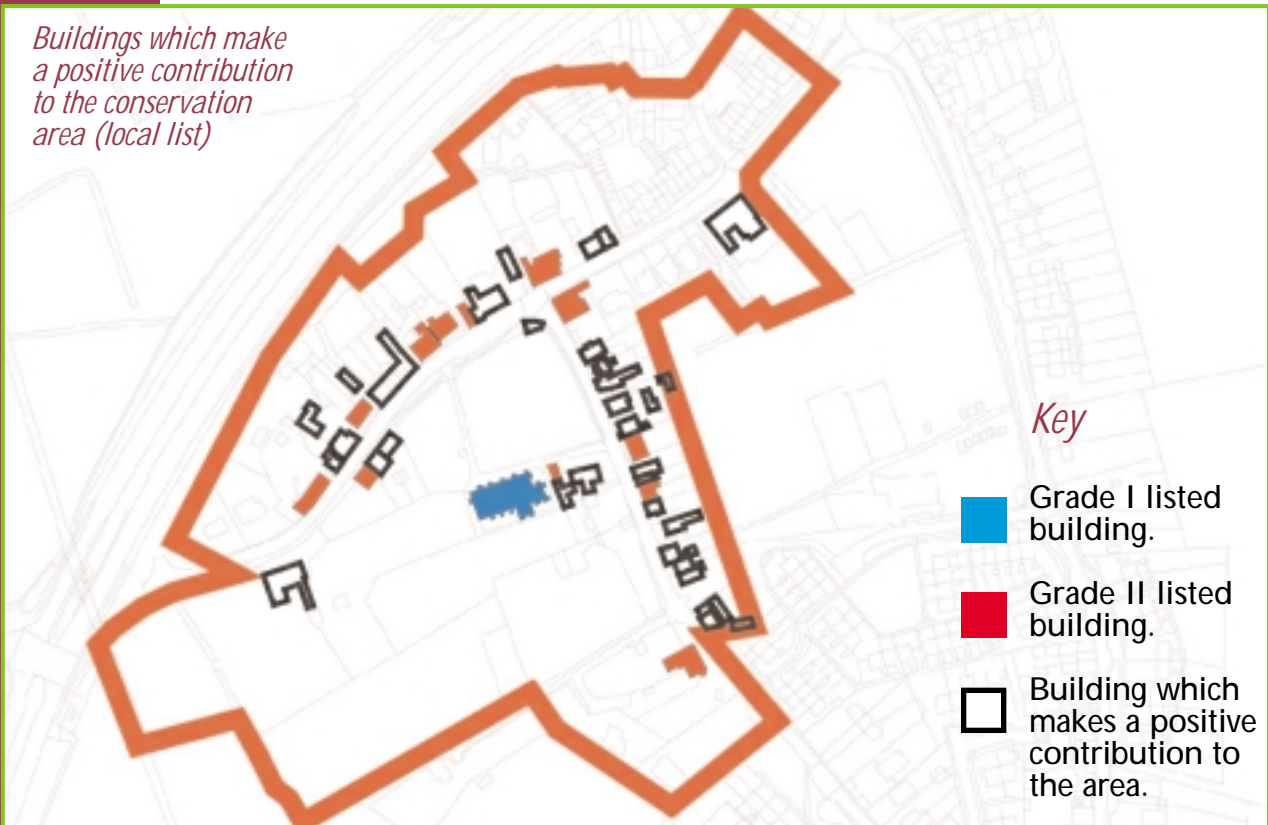 Buildings which make
a positive contribution
to the conservation
area (local list)
Key
Grade I listed
building.
Grade II listed
building.
Building which
makes a positive
contribution to
the area.